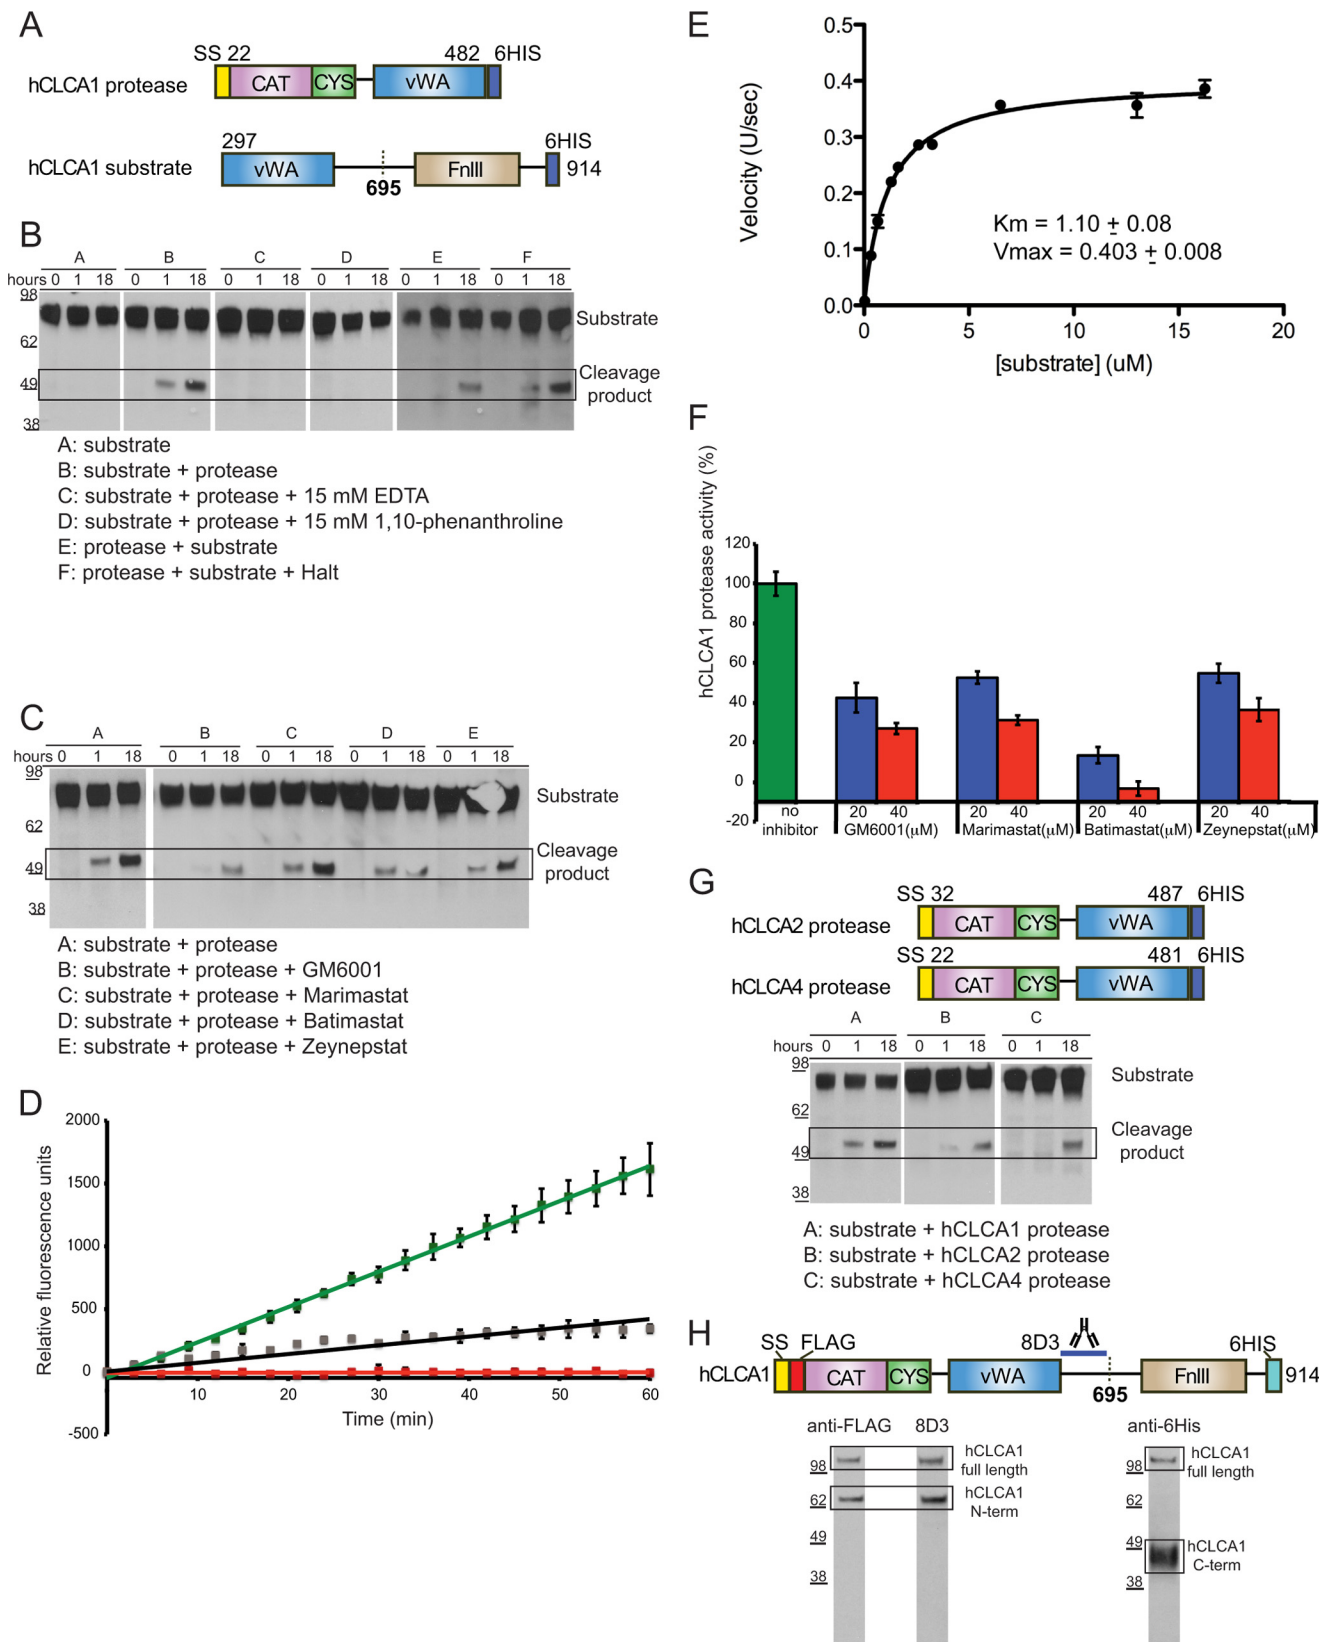 A
SS 22 482 6HIS
hCLCA1 protease CAT CYS vWA
297 6HIS
hCLCA1 substrate vWA FnIII 914
695
B
A B C D E F
hours 0 1 18 0 1 18 0 1 18 0 1 18 0 1 18 0 1 18
98
Substrate
62
49
Cleavage
product
38
A: substrate
B: substrate + protease
C: substrate + protease + 15 mM EDTA
D: substrate + protease + 15 mM 1,10-phenanthroline
E: protease + substrate
F: protease + substrate + Halt
C
A B C D E
hours 0 1 18 0 1 18 0 1 18 0 1 18 0 1 18
98
Substrate
62
Cleavage
product
49
38
A: substrate + protease
B: substrate + protease + GM6001
C: substrate + protease + Marimastat
D: substrate + protease + Batimastat
E: substrate + protease + Zeynepstat
D
Relative fluorescence units
2000
1500
1000
500
0
-500
10 20 30 40 50 60
Time (min)
E
Velocity (U/sec)
0.5
0.4
0.3
0.2
0.1
0.0
Km = 1.10 ± 0.08
Vmax = 0.403 ± 0.008
0 5 10 15 20
[substrate] (uM)
F
hCLCA1 protease activity (%)
120
100
80
60
40
20
0
-20
no inhibitor
20 40 20 40 20 40 20 40
GM6001(µM) Marimastat(µM) Batimastat(µM) Zeynepstat(µM)
G
SS 32 487 6HIS
hCLCA2 protease CAT CYS vWA
SS 22 481 6HIS
hCLCA4 protease CAT CYS vWA
A B C
hours 0 1 18 0 1 18 0 1 18
98
Substrate
62
Cleavage
product
49
38
A: substrate + hCLCA1 protease
B: substrate + hCLCA2 protease
C: substrate + hCLCA4 protease
H
SS FLAG 8D3 6HIS
hCLCA1 CAT CYS vWA FnIII 914
695
anti-FLAG 8D3 anti-6His
hCLCA1
full length
98
hCLCA1
N-term
62
49
38
hCLCA1
full length
98
62
49
hCLCA1
C-term
38